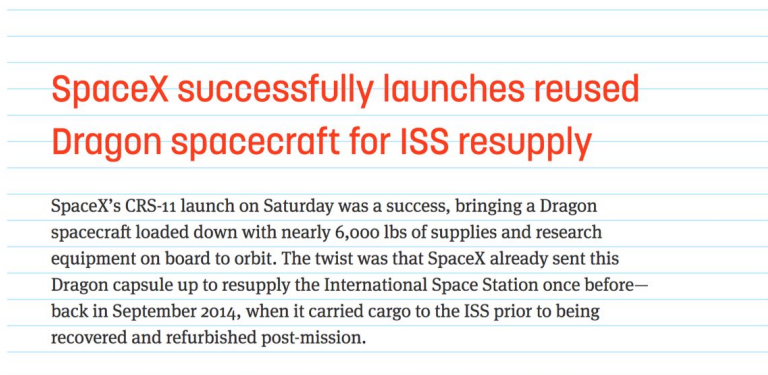 SpaceX successfully launches reused
Dragon spacecraft for ISS resupply
SpaceX’s CRS-11 launch on Saturday was a success, bringing a Dragon
spacecraft loaded down with nearly 6,000 lbs of supplies and research
equipment on board to orbit. The twist was that SpaceX already sent this
Dragon capsule up to resupply the International Space Station once before—
back in September 2014, when it carried cargo to the ISS prior to being
recovered and refurbished post-mission.